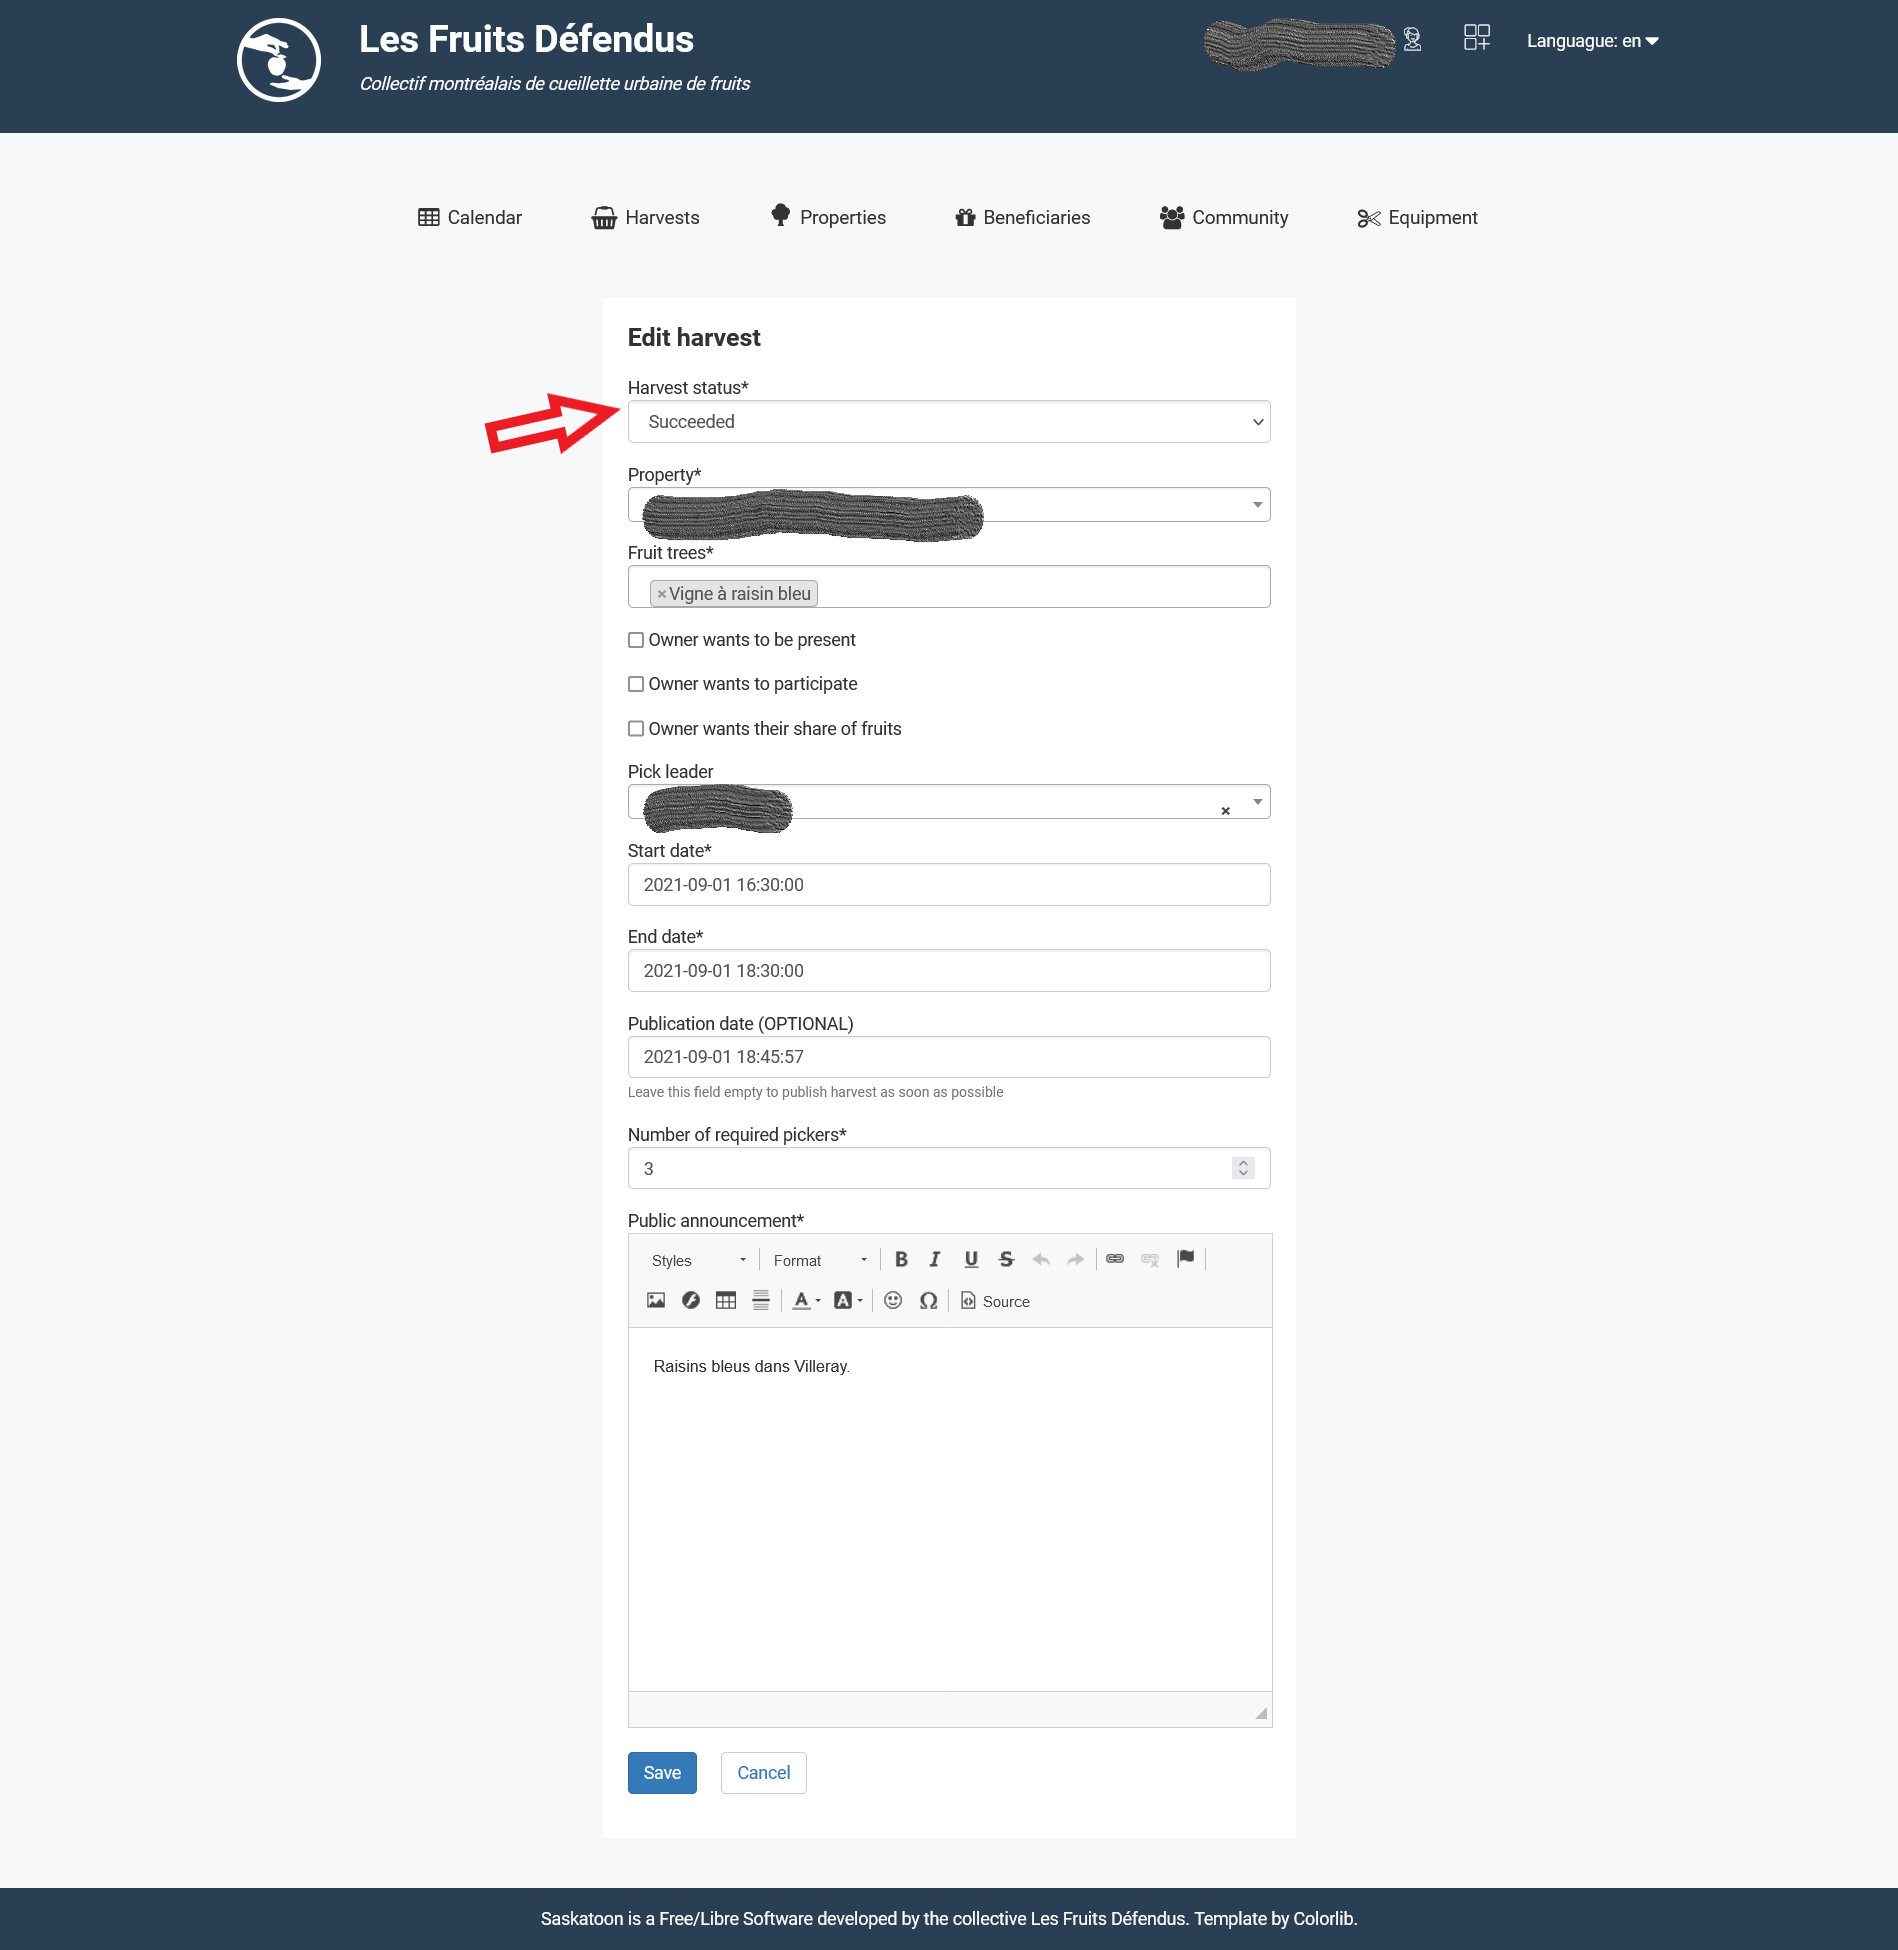 Les Fruits Défendus
Collectif montréalais de cueillette urbaine de fruits
Languague: en
Calendar
Harvests
Properties
Beneficiaries
Community
Equipment
Edit harvest
Harvest status*
Succeeded
Property*
Fruit trees*
×Vigne à raisin bleu
Owner wants to be present
Owner wants to participate
Owner wants their share of fruits
Pick leader
×
Start date*
2021-09-01 16:30:00
End date*
2021-09-01 18:30:00
Publication date (OPTIONAL)
2021-09-01 18:45:57
Leave this field empty to publish harvest as soon as possible
Number of required pickers*
3
Public announcement*
Styles Format B I U S
A A Ω Source
Raisins bleus dans Villeray.
Save Cancel
Saskatoon is a Free/Libre Software developed by the collective Les Fruits Défendus. Template by Colorlib.